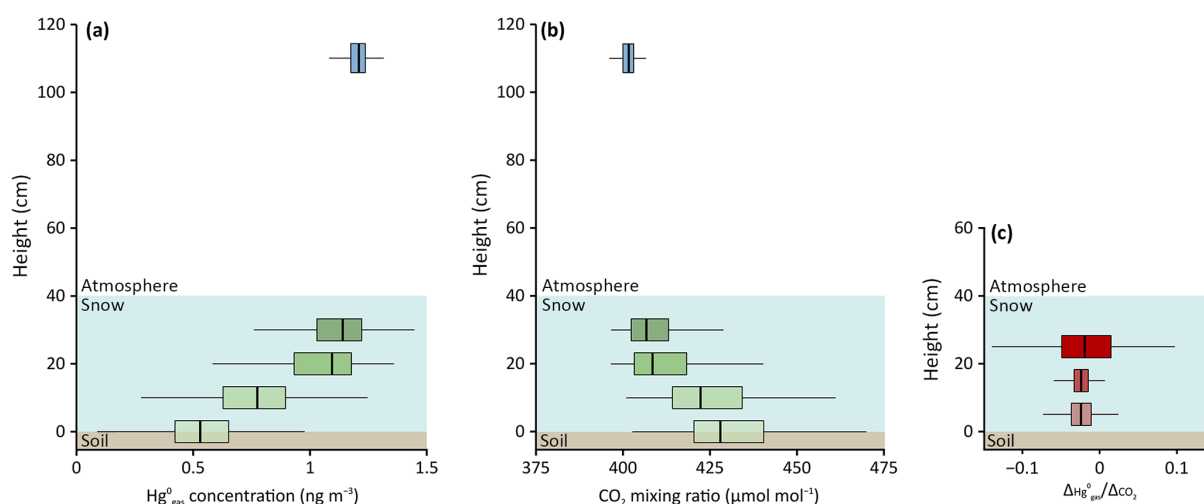 (a)
120
100
80
60
40
20
0
Height (cm)
Atmosphere
Snow
Soil
0
0.5
1
1.5
Hg⁰gas concentration (ng m⁻³)
(b)
120
100
80
60
40
20
0
Height (cm)
Atmosphere
Snow
Soil
375
400
425
450
475
CO₂ mixing ratio (μmol mol⁻¹)
(c)
60
40
20
0
Height (cm)
Atmosphere
Snow
Soil
−0.1
0
0.1
ΔHg⁰gas/ΔCO₂